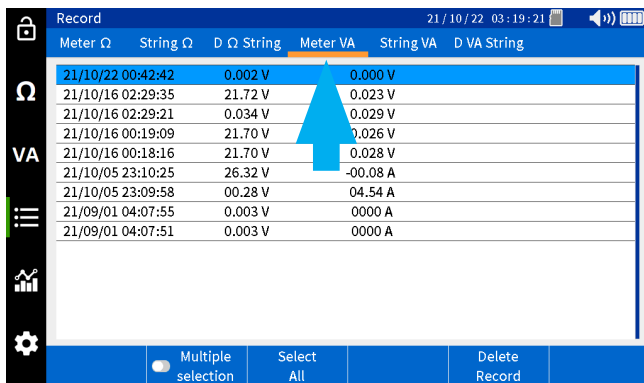 Record 21/10/22 03:19:21
Meter Ω String Ω D Ω String Meter VA String VA D VA String
21/10/22 00:42:42 0.002 V 0.000 V
21/10/16 02:29:35 21.72 V 0.023 V
21/10/16 02:29:21 0.034 V 0.029 V
21/10/16 00:19:09 21.70 V 0.026 V
21/10/16 00:18:16 21.70 V 0.028 V
21/10/05 23:10:25 26.32 V -00.08 A
21/10/05 23:09:58 00.28 V 04.54 A
21/09/01 04:07:55 0.003 V 0000 A
21/09/01 04:07:51 0.003 V 0000 A
Ω
VA
Multiple selection
Select All
Delete Record